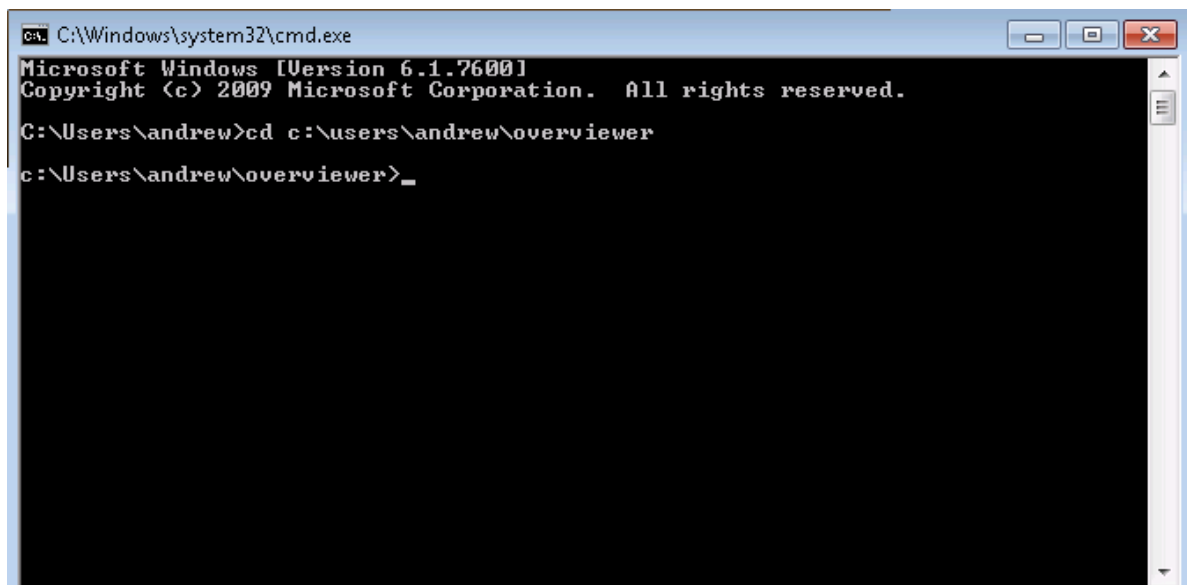 C:\Windows\system32\cmd.exe
Microsoft Windows [Version 6.1.7600]
Copyright (c) 2009 Microsoft Corporation.  All rights reserved.
C:\Users\andrew>cd c:\users\andrew\overviewer
c:\Users\andrew\overviewer>_